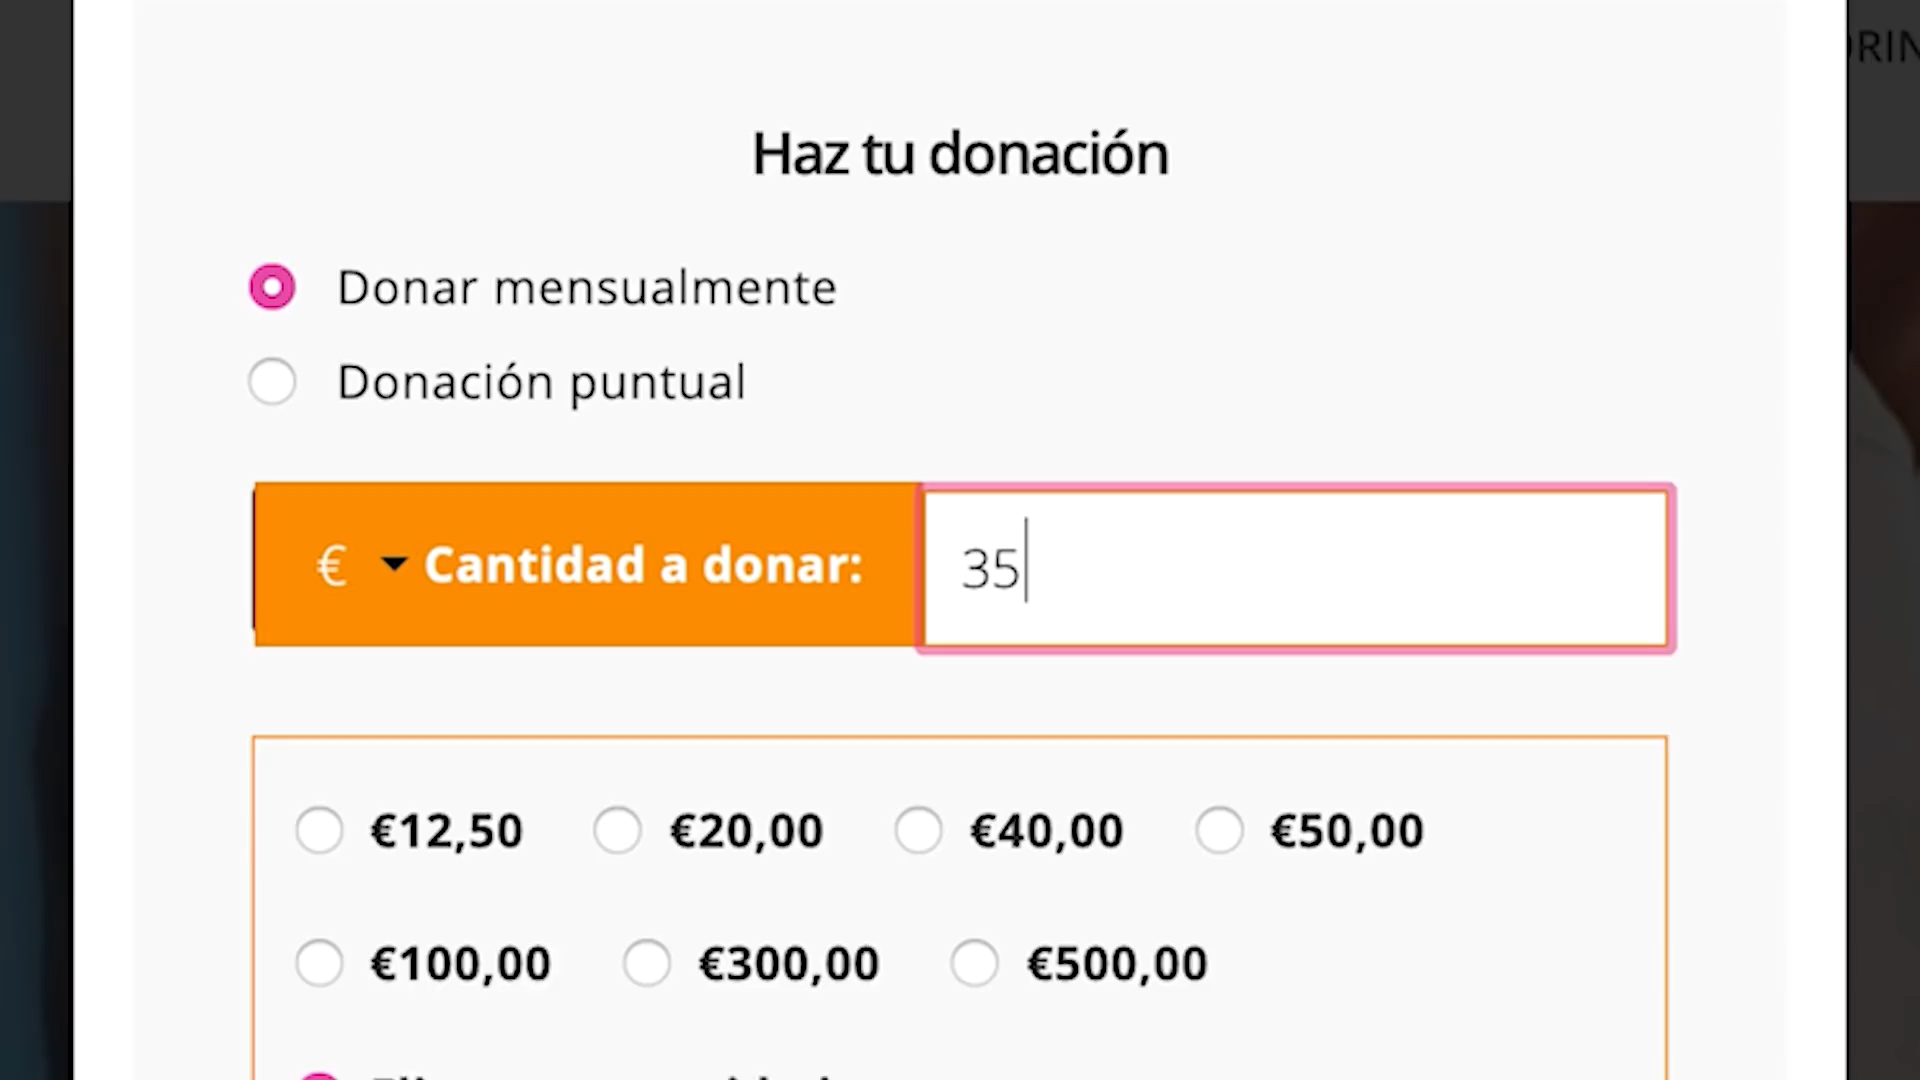 Haz tu donación
Donar mensualmente
Donación puntual
€ Cantidad a donar: 35
€12,50 €20,00 €40,00 €50,00
€100,00 €300,00 €500,00